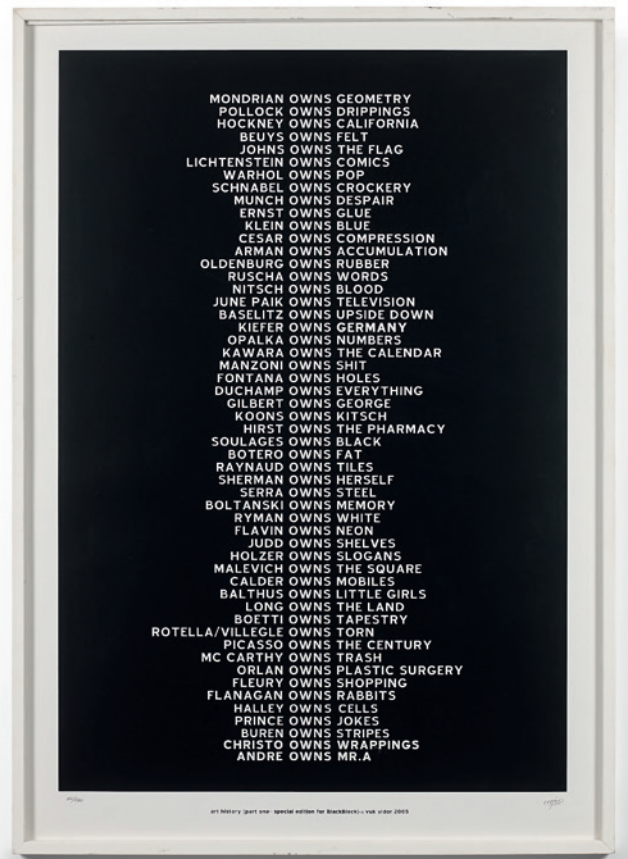 MONDRIAN OWNS GEOMETRY
POLLOCK OWNS DRIPPINGS
HOCKNEY OWNS CALIFORNIA
BEUYS OWNS FELT
JOHNS OWNS THE FLAG
LICHTENSTEIN OWNS COMICS
WARHOL OWNS POP
SCHNABEL OWNS CROCKERY
MUNCH OWNS DESPAIR
ERNST OWNS GLUE
KLEIN OWNS BLUE
CESAR OWNS COMPRESSION
ARMAN OWNS ACCUMULATION
OLDENBURG OWNS RUBBER
RUSCHA OWNS WORDS
NITSCH OWNS BLOOD
JUNE PAIK OWNS TELEVISION
BASELITZ OWNS UPSIDE DOWN
KIEFER OWNS GERMANY
OPALKA OWNS NUMBERS
KAWARA OWNS THE CALENDAR
MANZONI OWNS SHIT
FONTANA OWNS HOLES
DUCHAMP OWNS EVERYTHING
GILBERT OWNS GEORGE
KOONS OWNS KITSCH
HIRST OWNS THE PHARMACY
SOULAGES OWNS BLACK
BOTERO OWNS FAT
RAYNAUD OWNS TILES
SHERMAN OWNS HERSELF
SERRA OWNS STEEL
BOLTANSKI OWNS MEMORY
RYMAN OWNS WHITE
FLAVIN OWNS NEON
JUDD OWNS SHELVES
HOLZER OWNS SLOGANS
MALEVICH OWNS THE SQUARE
CALDER OWNS MOBILES
BALTHUS OWNS LITTLE GIRLS
LONG OWNS THE LAND
BOETTI OWNS TAPESTRY
ROTELLA/VILLEGLE OWNS TORN
PICASSO OWNS THE CENTURY
MC CARTHY OWNS TRASH
ORLAN OWNS PLASTIC SURGERY
FLEURY OWNS SHOPPING
FLANAGAN OWNS RABBITS
HALLEY OWNS CELLS
PRINCE OWNS JOKES
BUREN OWNS STRIPES
CHRISTO OWNS WRAPPINGS
ANDRE OWNS MR.A
art history (part one- special edition for BlackBlock) vuk vidor 2005